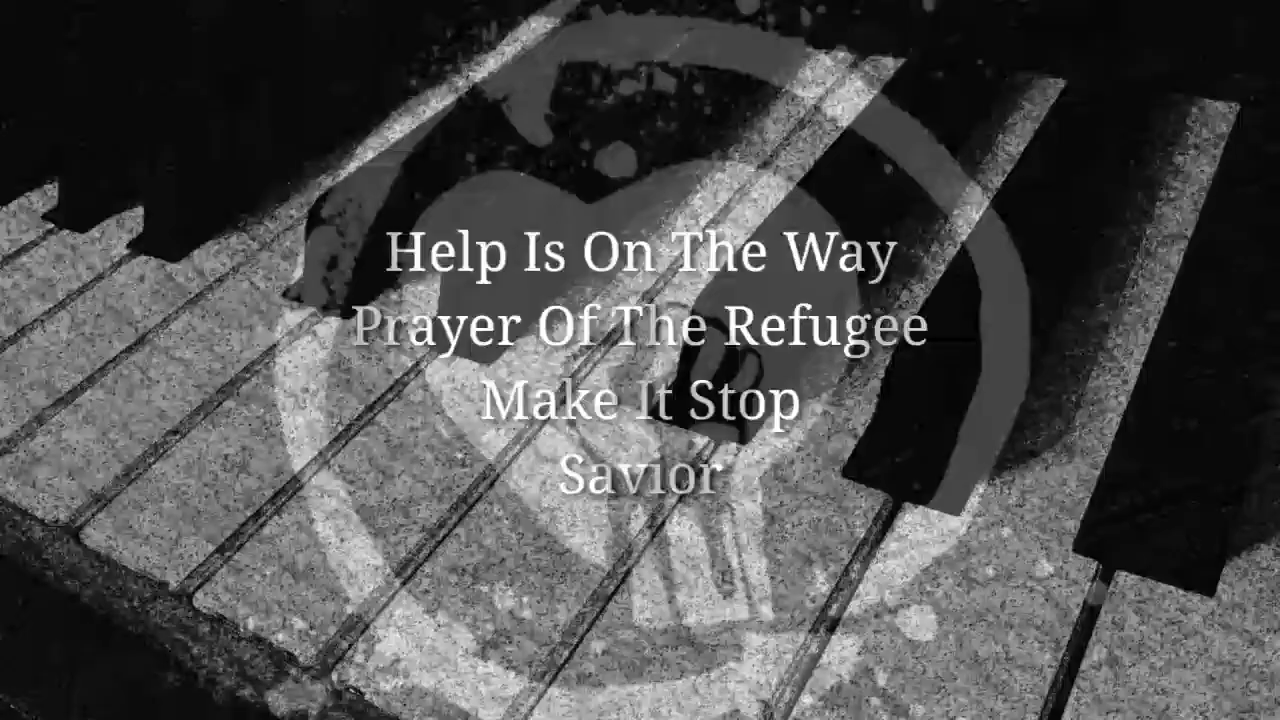 Help Is On The Way
Prayer Of The Refugee
Make It Stop
Savior